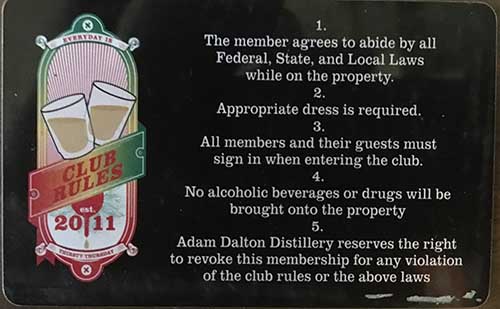 EVERYDAY IS
CLUB
RULES
est.
2011
THIRSTY THURSDAY
1.
The member agrees to abide by all
Federal, State, and Local Laws
while on the property.
2.
Appropriate dress is required.
3.
All members and their guests must
sign in when entering the club.
4.
No alcoholic beverages or drugs will be
brought onto the property
5.
Adam Dalton Distillery reserves the right
to revoke this membership for any violation
of the club rules or the above laws